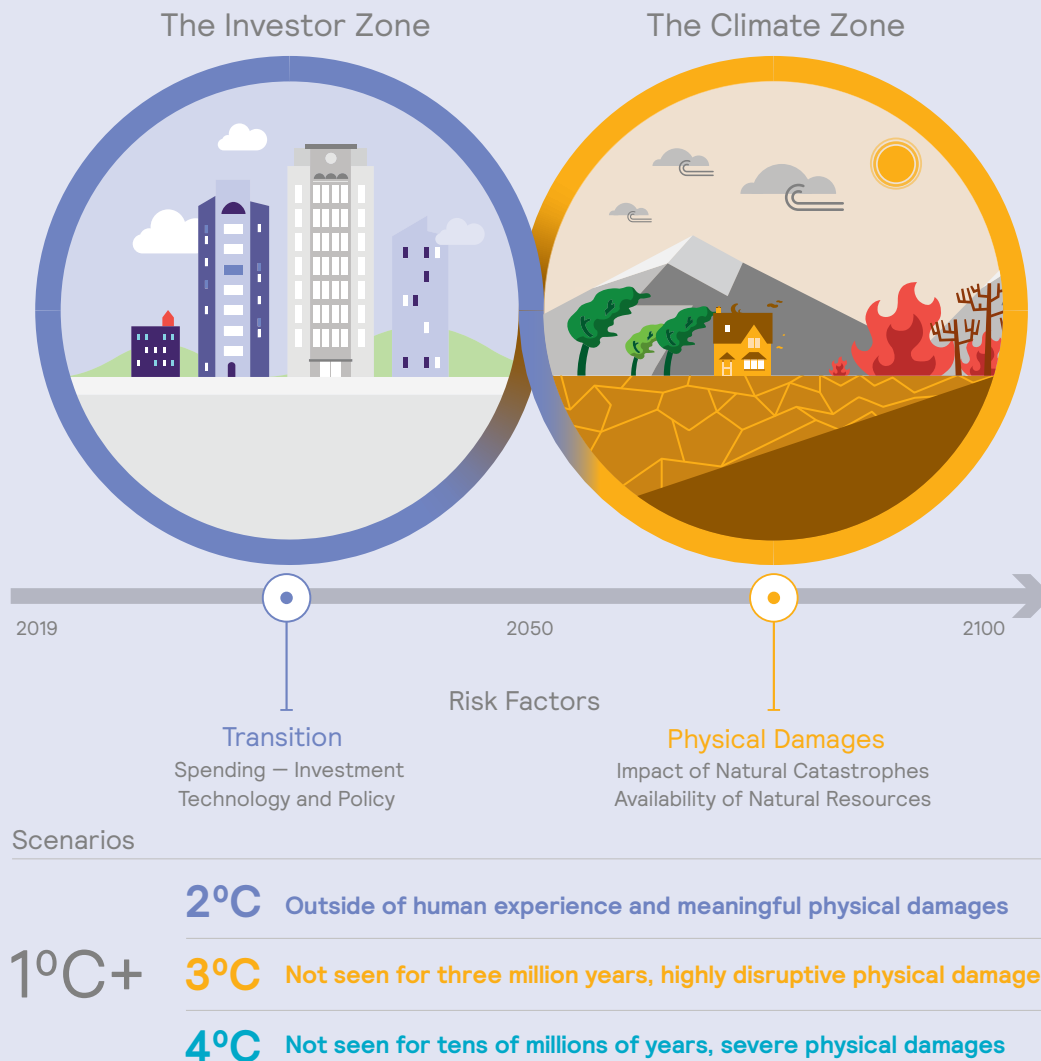 The Investor Zone
The Climate Zone
2019
2050
2100
Risk Factors
Transition
Spending — Investment
Technology and Policy
Physical Damages
Impact of Natural Catastrophes
Availability of Natural Resources
Scenarios
1ºC+
2ºC Outside of human experience and meaningful physical damages
3ºC Not seen for three million years, highly disruptive physical damage
4ºC Not seen for tens of millions of years, severe physical damages